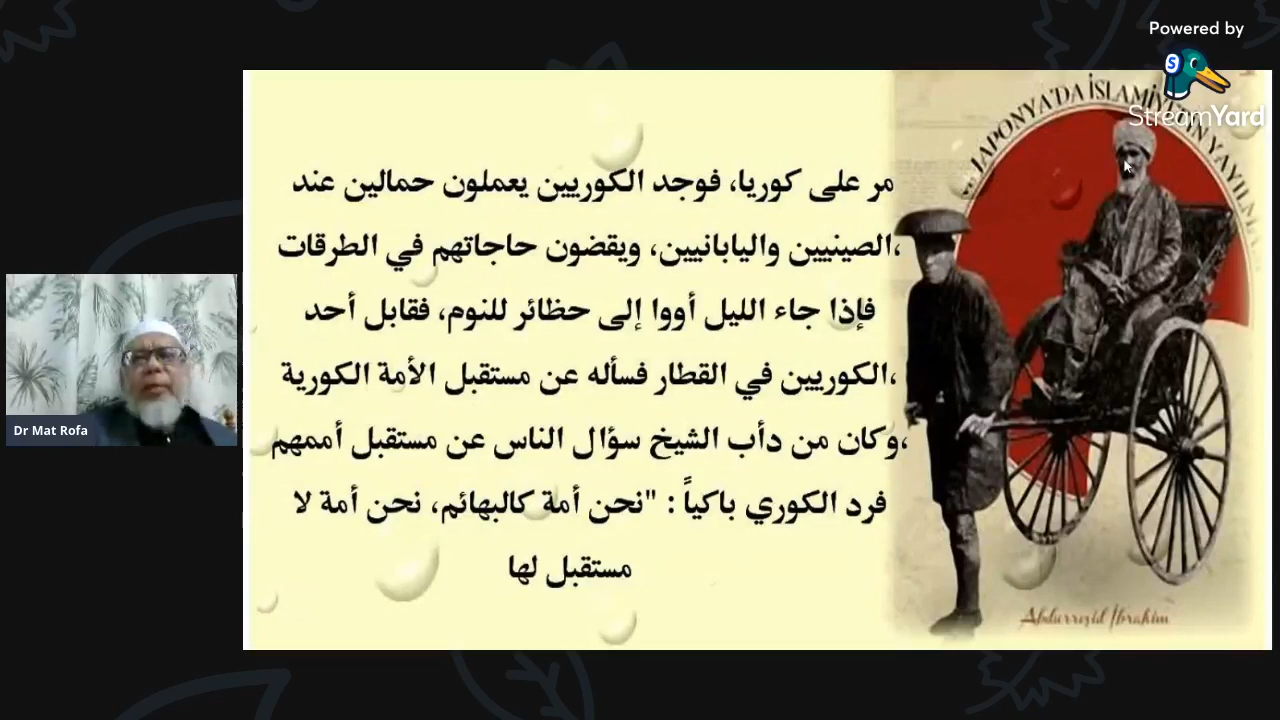 Powered by
StreamYard
JAPONYA'DA İSLAMİYETİN YAYILMA
مر على كوريا، فوجد الكوريين يعملون حمالين عند
الصينيين واليابانيين، ويقضون حاجاتهم في الطرقات،
فإذا جاء الليل أووا إلى حظائر للنوم، فقابل أحد
الكوريين في القطار فسأله عن مستقبل الأمة الكورية،
وكان من دأب الشيخ سؤال الناس عن مستقبل أممهم،
فرد الكوري باكياً : "نحن أمة كالبهائم، نحن أمة لا
مستقبل لها
Abdürreşid İbrahim
Dr Mat Rofa